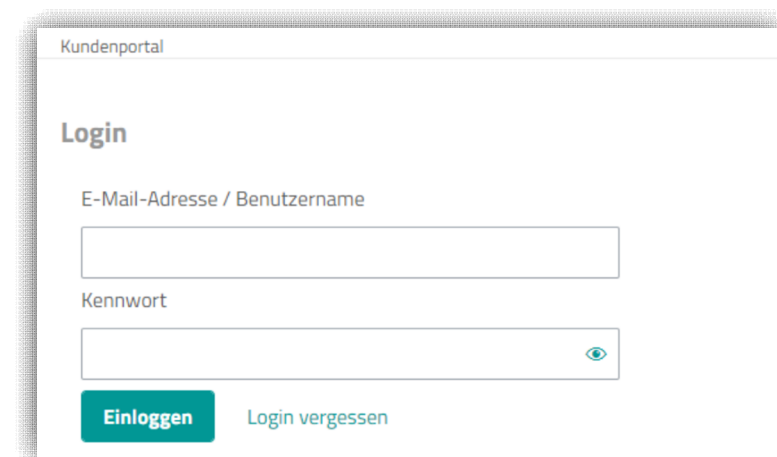 Kundenportal
Login
E-Mail-Adresse / Benutzername
Kennwort
Einloggen Login vergessen